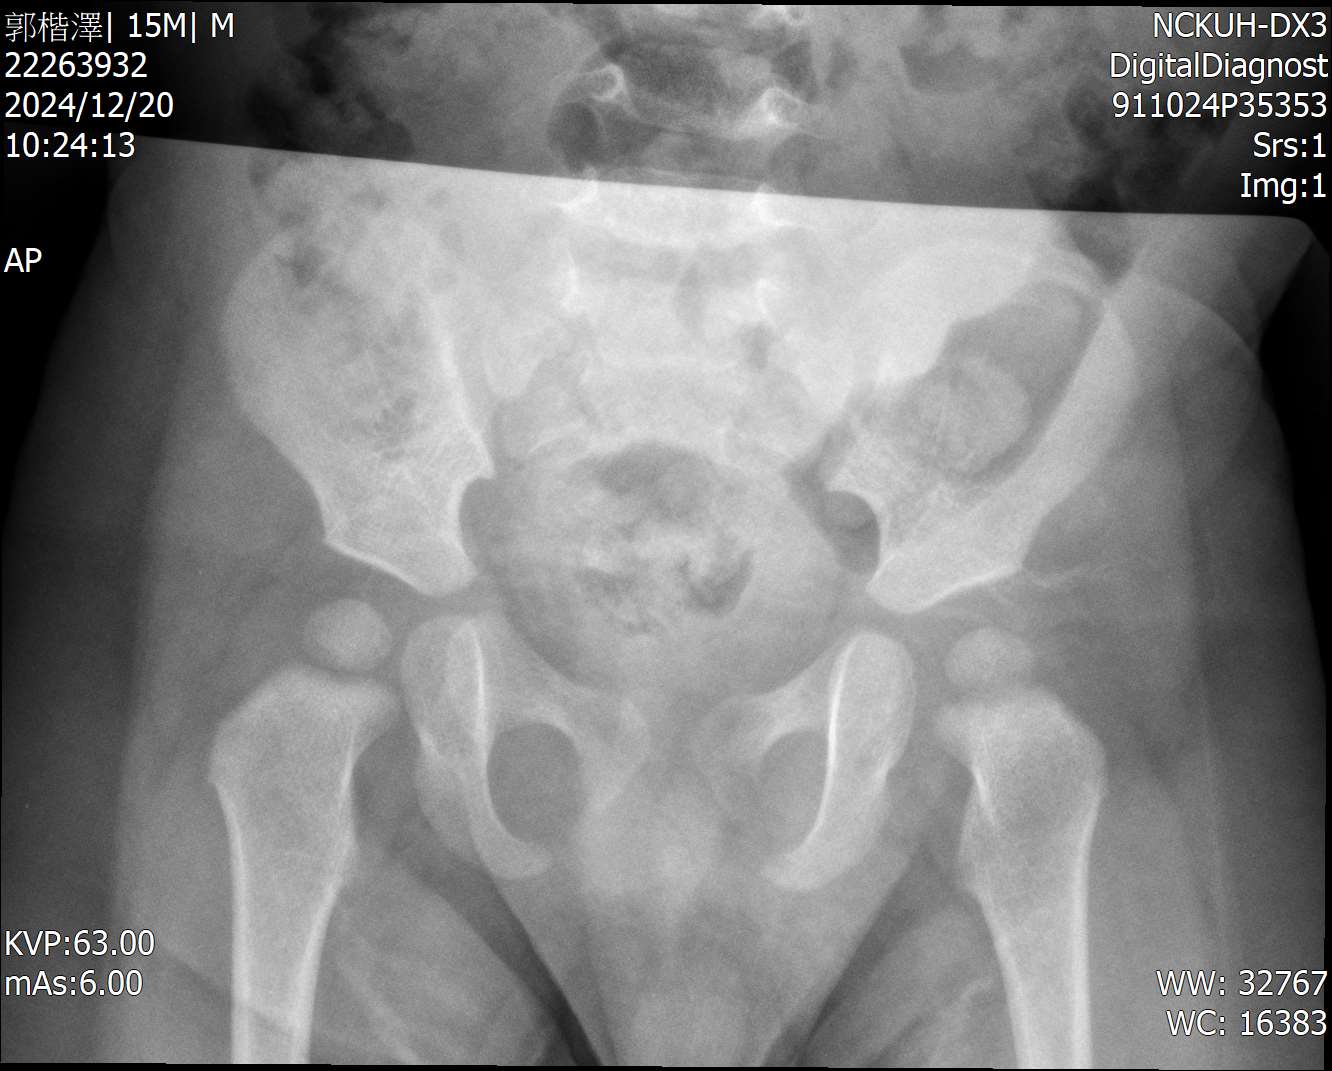 郭楷澤| 15M| M
22263932
2024/12/20
10:24:13
AP
KVP:63.00
mAs:6.00
NCKUH-DX3
DigitalDiagnost
911024P35353
Srs:1
Img:1
WW: 32767
WC: 16383